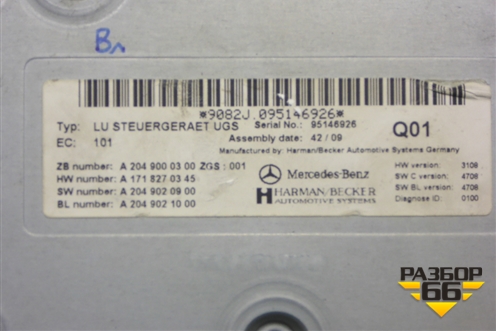 Bn
*9082J.095146926*
Typ: LU STEUERGERAET UGS Serial No.: 95146926
EC: 101 Assembly date: 42 / 09 Q01
Manufactured by: Harman/Becker Automotive Systems Germany
ZB number: A 204 900 03 00 ZGS : 001
HW number: A 171 827 03 45
SW number: A 204 902 09 00
BL number: A 204 902 10 00
Mercedes-Benz
HARMAN/BECKER
AUTOMOTIVE SYSTEMS
HW version: 3106
SW C version: 4706
SW BL version: 4706
Diagnose ID: 0100
РАЗБОР
66